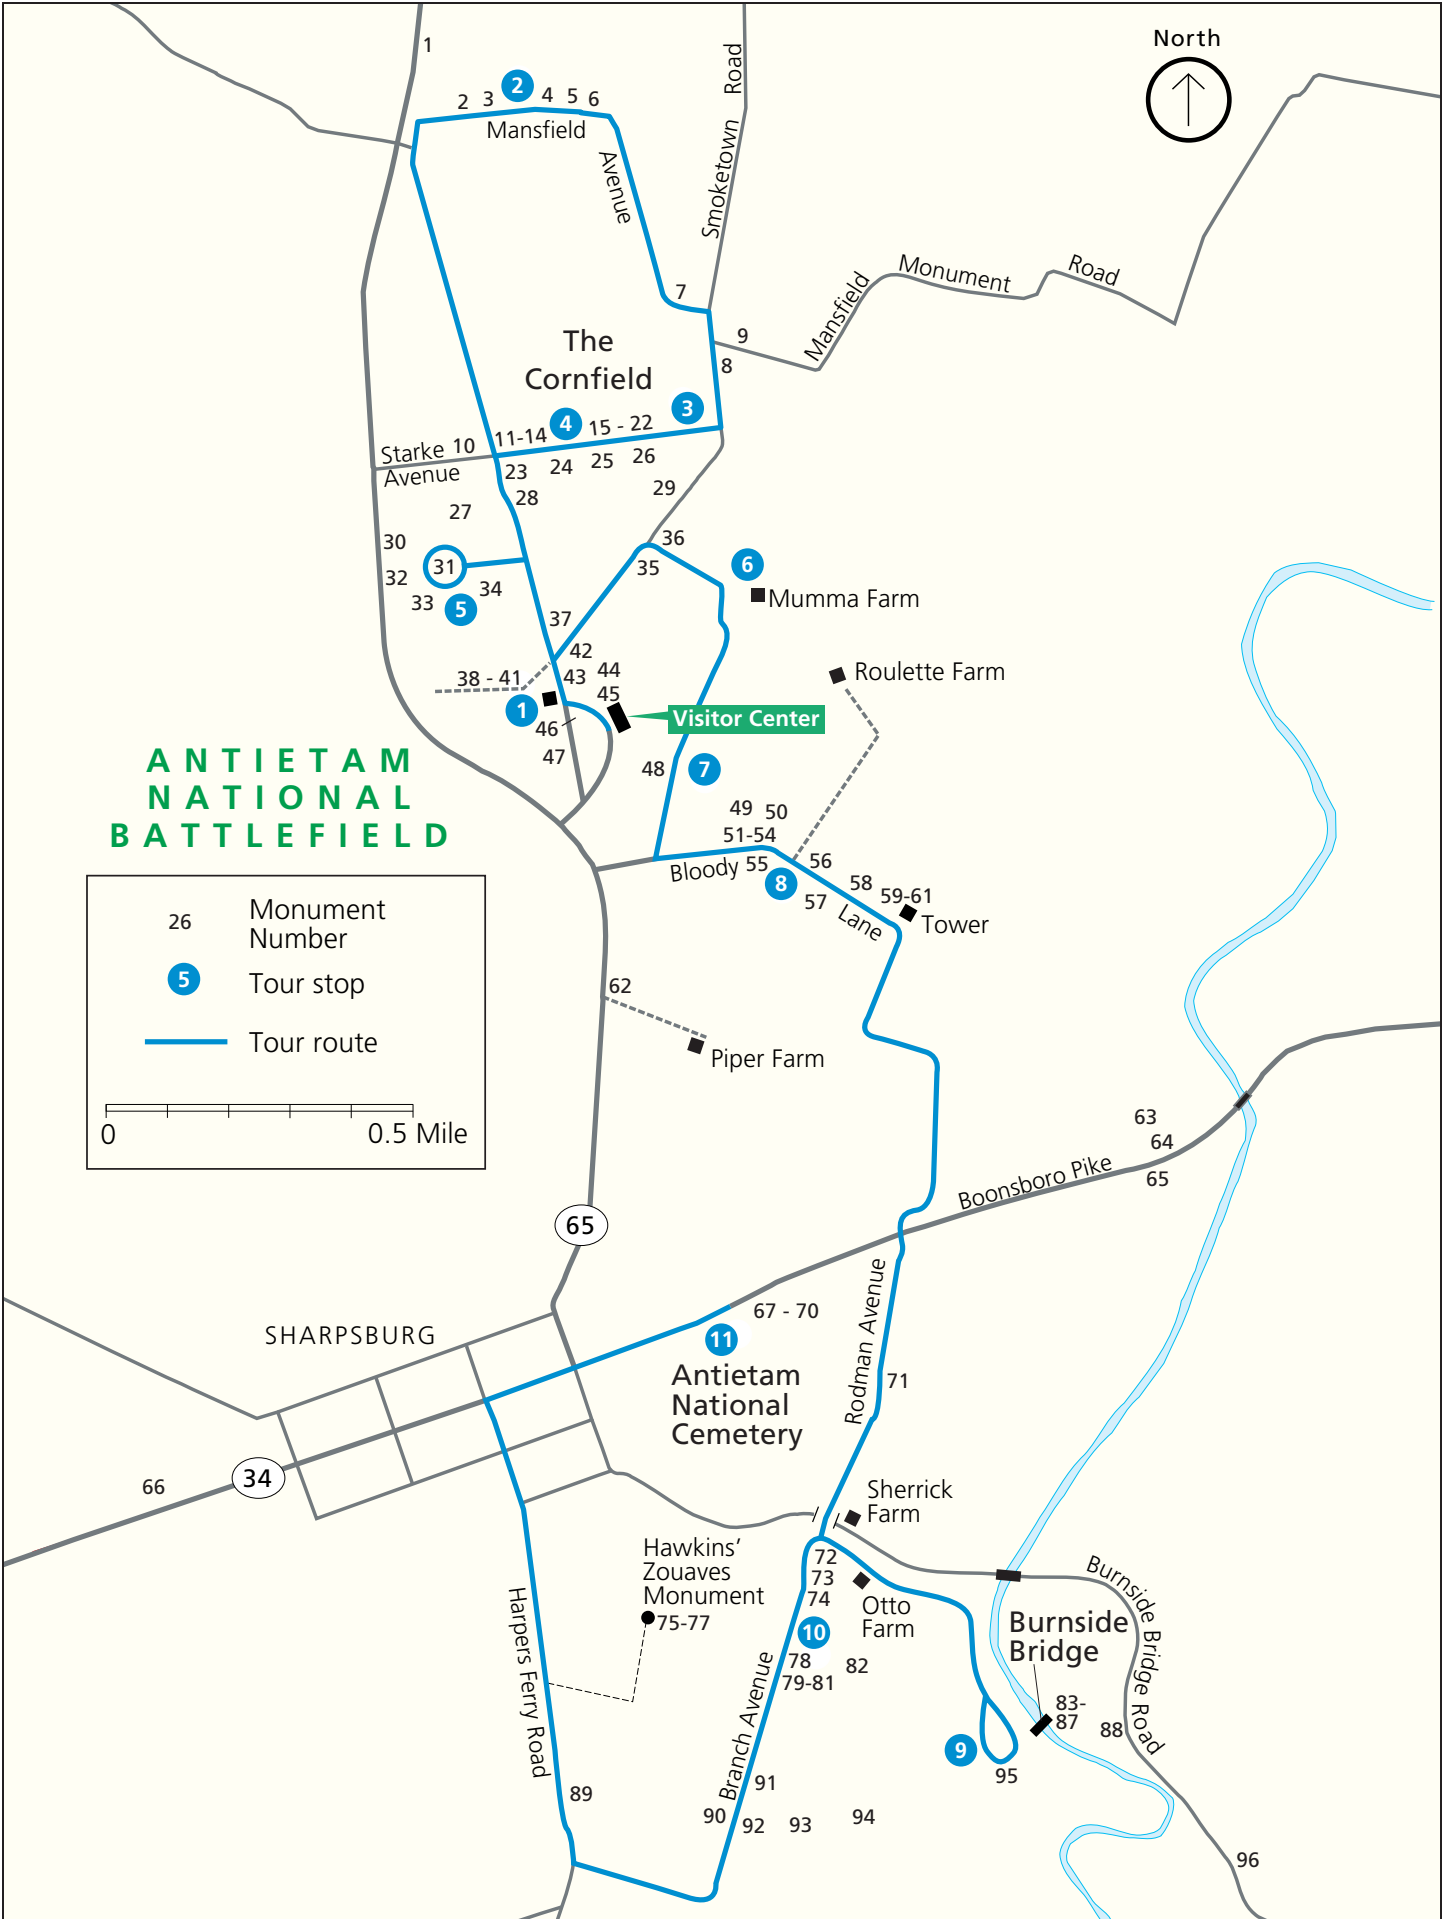 North
1
2
2 3 4 5 6
Mansfield
Avenue
Smoketown Road
Mansfield Monument Road
7
9
8
The
Cornfield
3
4
15 - 22
11-14
Starke 10
Avenue
23 24 25 26
28
29
27
30
36
31
35
6
32
34
33
5
Mumma Farm
37
42
38 - 41
43 44
45
Roulette Farm
1
46
Visitor Center
47
48
7
ANTIETAM
NATIONAL
BATTLEFIELD
49 50
51-54
Bloody 55
8
56
57
58
59-61
Lane
Tower
26
Monument
Number
5
Tour stop
Tour route
0
0.5 Mile
62
Piper Farm
63
64
65
Boonsboro Pike
65
SHARPSBURG
67 - 70
11
Antietam
National
Cemetery
Rodman Avenue
71
66
34
Sherrick
Farm
Hawkins’
Zouaves
Monument
75-77
72
73
74
Otto
Farm
10
78
79-81
82
Burnside
Bridge
Burnside Bridge Road
83-
87
88
Harpers Ferry Road
Branch Avenue
9
95
89
91
90
92 93 94
96